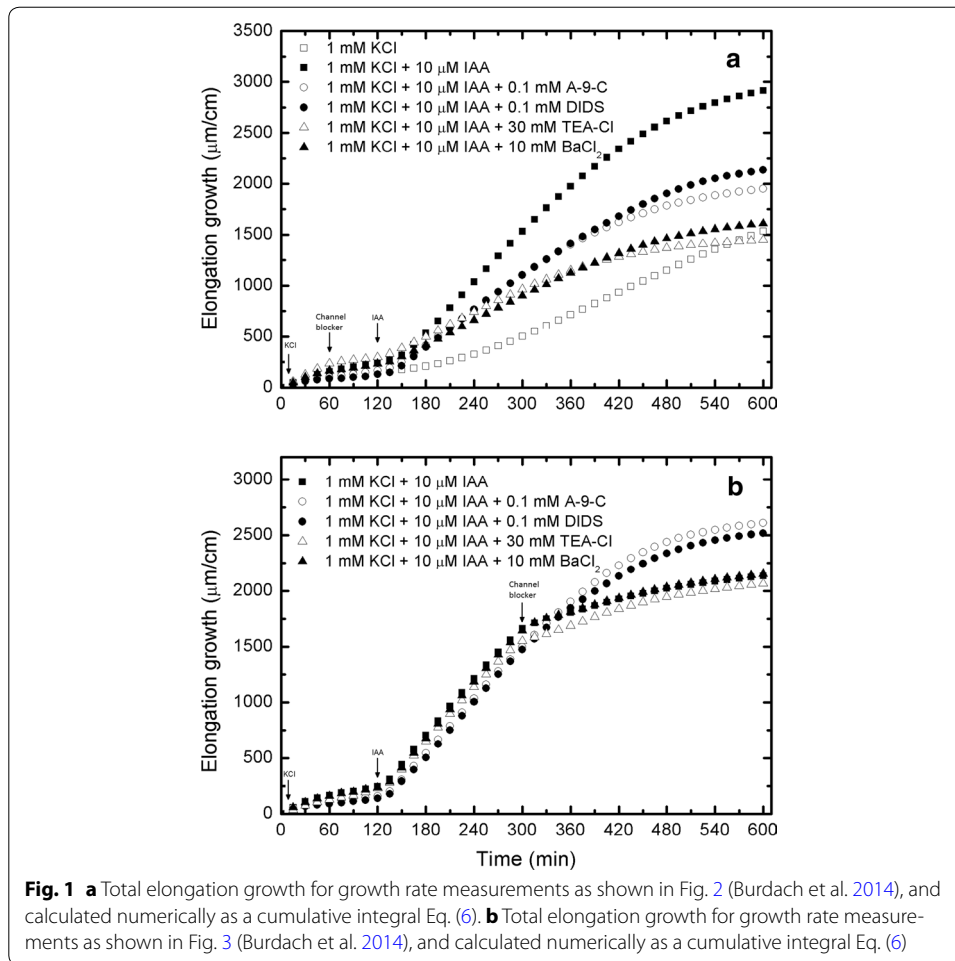 3500
3000
2500
2000
1500
1000
500
0
Elongation growth (μm/cm)
a
1 mM KCl
1 mM KCl + 10 μM IAA
1 mM KCl + 10 μM IAA + 0.1 mM A-9-C
1 mM KCl + 10 μM IAA + 0.1 mM DIDS
1 mM KCl + 10 μM IAA + 30 mM TEA-Cl
1 mM KCl + 10 μM IAA + 10 mM BaCl₂
KCl
Channel
blocker
IAA
0 60 120 180 240 300 360 420 480 540 600
3000
2500
2000
1500
1000
500
0
Elongation growth (μm/cm)
b
1 mM KCl + 10 μM IAA
1 mM KCl + 10 μM IAA + 0.1 mM A-9-C
1 mM KCl + 10 μM IAA + 0.1 mM DIDS
1 mM KCl + 10 μM IAA + 30 mM TEA-Cl
1 mM KCl + 10 μM IAA + 10 mM BaCl₂
Channel
blocker
KCl
IAA
0 60 120 180 240 300 360 420 480 540 600
Time (min)
Fig. 1 a Total elongation growth for growth rate measurements as shown in Fig. 2 (Burdach et al. 2014), and
calculated numerically as a cumulative integral Eq. (6). b Total elongation growth for growth rate measure-
ments as shown in Fig. 3 (Burdach et al. 2014), and calculated numerically as a cumulative integral Eq. (6)